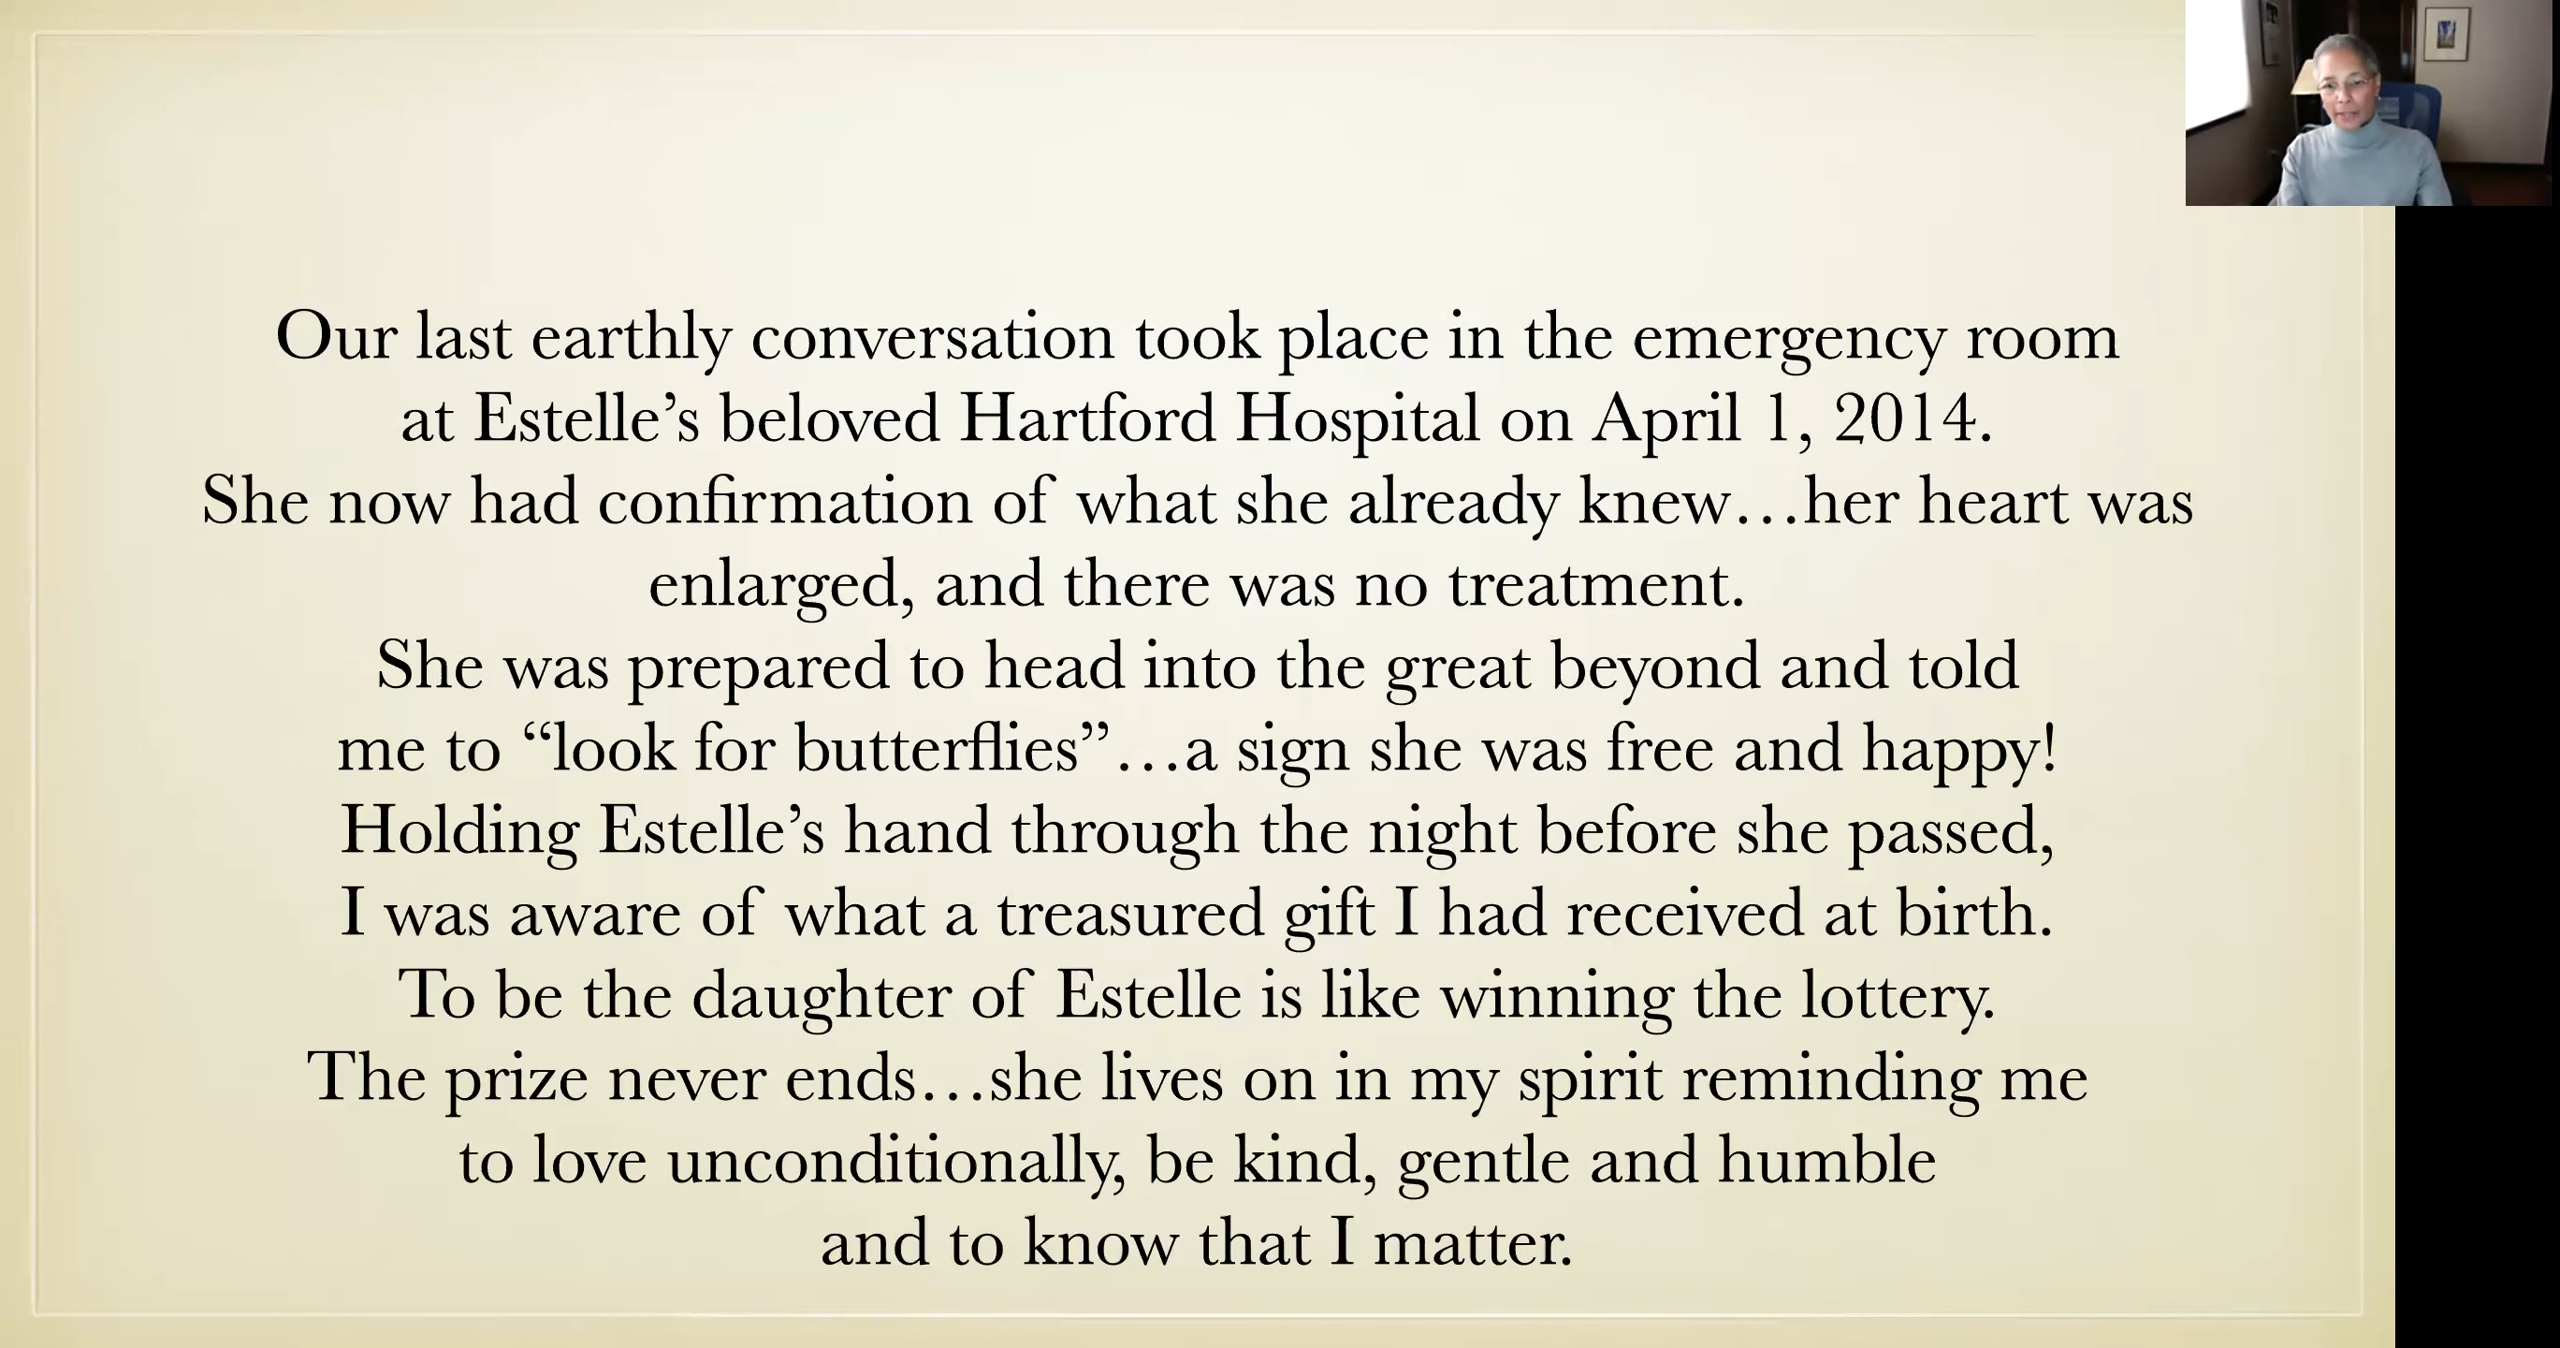 Our last earthly conversation took place in the emergency room
at Estelle’s beloved Hartford Hospital on April 1, 2014.
She now had confirmation of what she already knew…her heart was
enlarged, and there was no treatment.
She was prepared to head into the great beyond and told
me to “look for butterflies”…a sign she was free and happy!
Holding Estelle’s hand through the night before she passed,
I was aware of what a treasured gift I had received at birth.
To be the daughter of Estelle is like winning the lottery.
The prize never ends…she lives on in my spirit reminding me
to love unconditionally, be kind, gentle and humble
and to know that I matter.